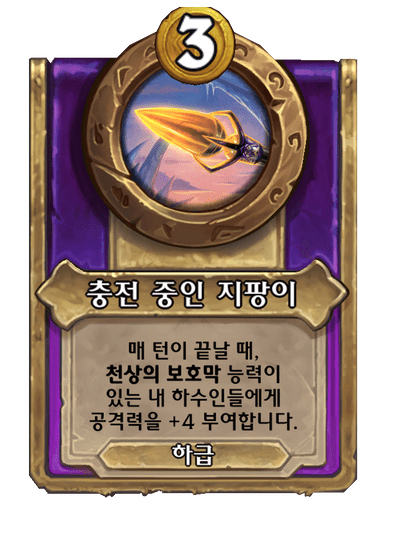 3
충전 중인 지팡이
매 턴이 끝날 때,
천상의 보호막 능력이
있는 내 하수인들에게
공격력을 +4 부여합니다.
하급